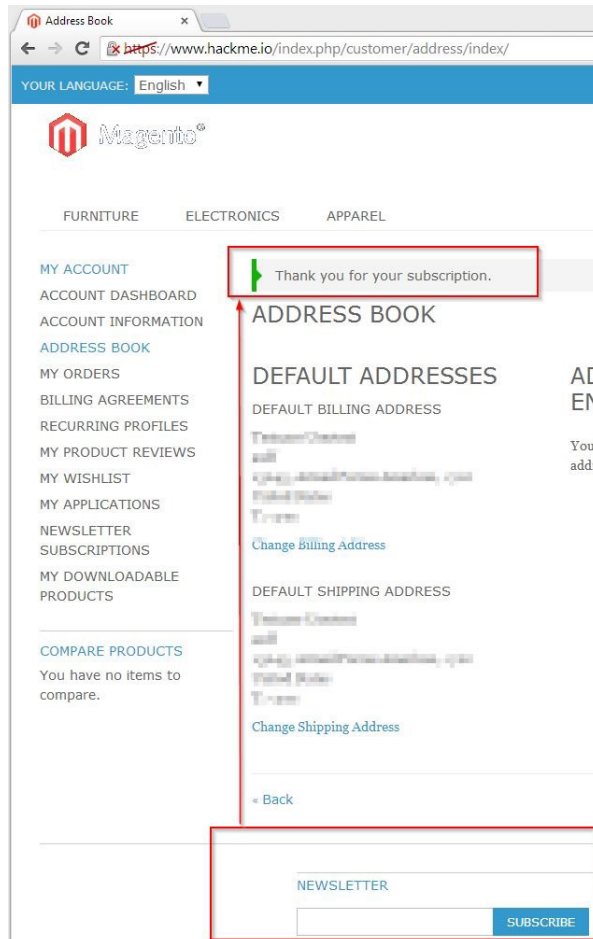 Address Book
https://www.hackme.io/index.php/customer/address/index/
YOUR LANGUAGE: English
Magento®
FURNITURE ELECTRONICS APPAREL
MY ACCOUNT
ACCOUNT DASHBOARD
ACCOUNT INFORMATION
ADDRESS BOOK
MY ORDERS
BILLING AGREEMENTS
RECURRING PROFILES
MY PRODUCT REVIEWS
MY WISHLIST
MY APPLICATIONS
NEWSLETTER
SUBSCRIPTIONS
MY DOWNLOADABLE
PRODUCTS
COMPARE PRODUCTS
You have no items to
compare.
Thank you for your subscription.
ADDRESS BOOK
DEFAULT ADDRESSES
DEFAULT BILLING ADDRESS
Change Billing Address
DEFAULT SHIPPING ADDRESS
Change Shipping Address
« Back
AD
EN
You
addi
NEWSLETTER
SUBSCRIBE